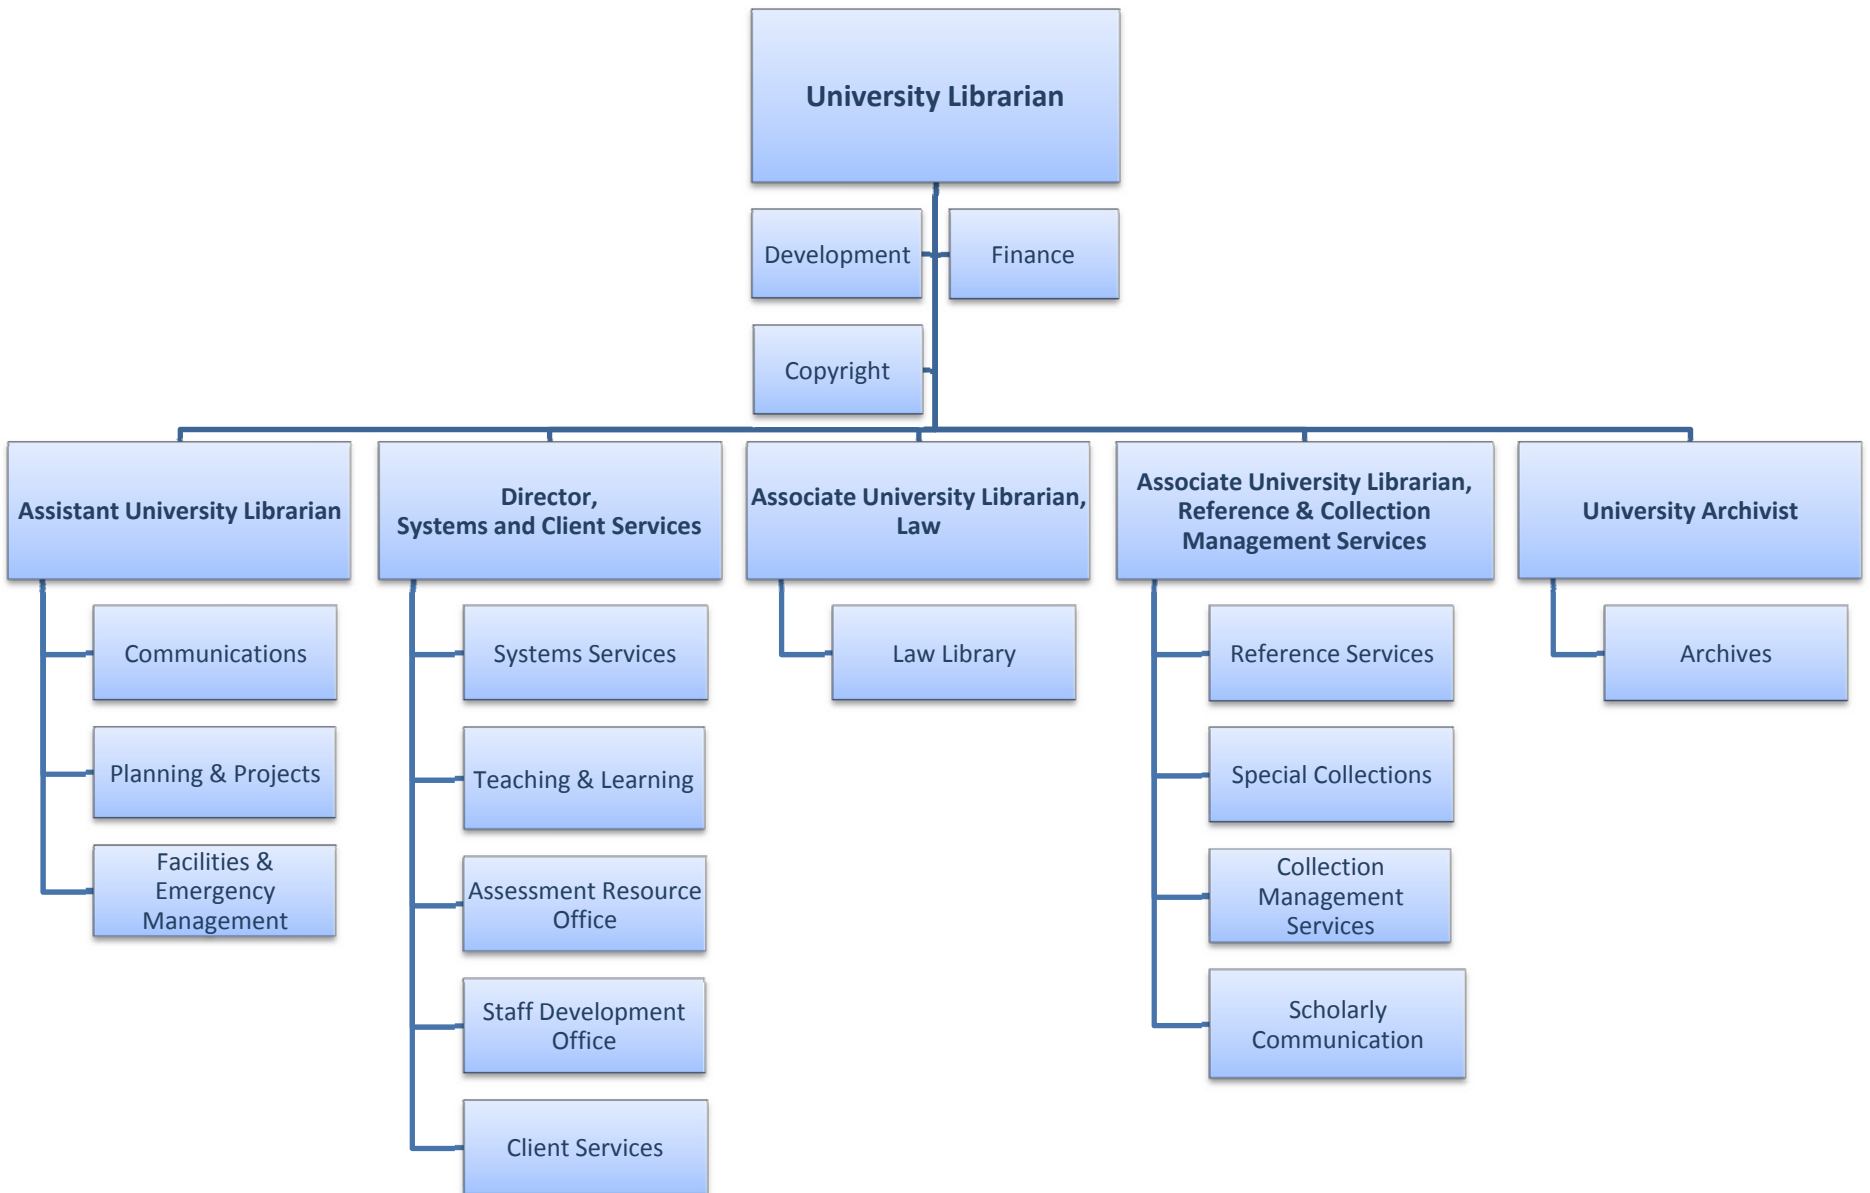 University Librarian
Development
Finance
Copyright
Assistant University Librarian
Director,
Systems and Client Services
Associate University Librarian,
Law
Associate University Librarian,
Reference & Collection
Management Services
University Archivist
Communications
Planning & Projects
Facilities &
Emergency
Management
Systems Services
Teaching & Learning
Assessment Resource
Office
Staff Development
Office
Client Services
Law Library
Reference Services
Special Collections
Collection
Management
Services
Scholarly
Communication
Archives